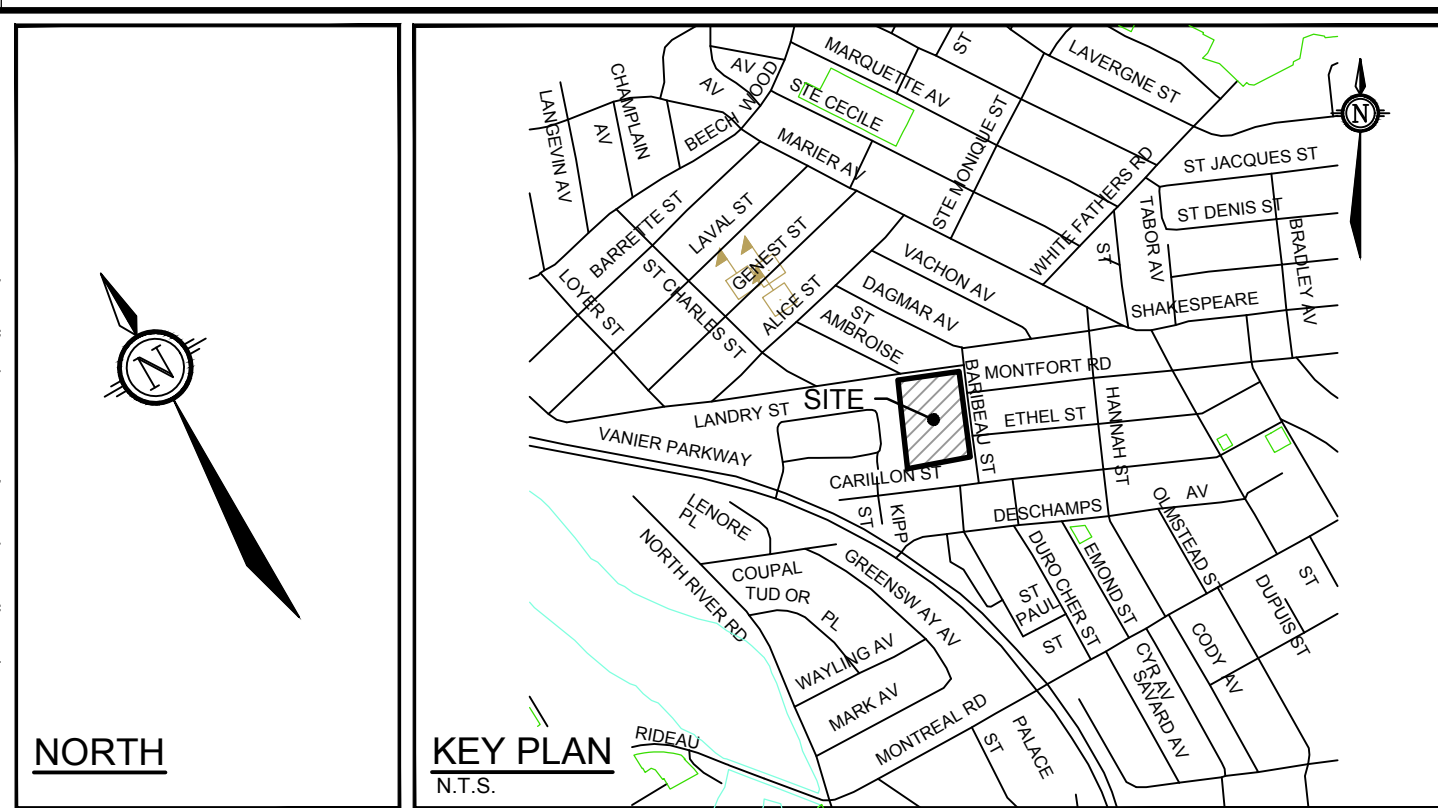 N
NORTH
KEY PLAN
N.T.S.
N
LANGEVIN AV
CHAMPLAIN
AV
AV
AV
BEECH WOOD
MARQUETTE AV
STE CECILE
ST
LAVERGNE ST
MARIER AV
STE MONIQUE ST
WHITE FATHERS RD
ST JACQUES ST
ST DENIS ST
TABOR AV
ST
BRADLEY AV
SHAKESPEARE
BARRETTE ST
LAVAL ST
GENEST ST
ALICE ST
LOYER ST
ST CHARLES ST
VACHON AV
DAGMAR AV
ST
AMBROISE
MONTFORT RD
BARIBEAU ST
ETHEL ST
HANNAH ST
SITE
LANDRY ST
VANIER PARKWAY
CARILLON ST
KIPP
ST
DESCHAMPS
AV
OLMSTEAD ST
LENORE
PL
NORTH RIVER RD
COUPAL
TUD OR
PL
GREENSW AY AV
WAYLING AV
MARK AV
MONTREAL RD
RIDEAU
ST
PAUL
ST
DURO CHER ST
EMOND ST
CYR AV
SAVARD AV
CODY AV
DUPUIS ST
ST
PALACE
ST